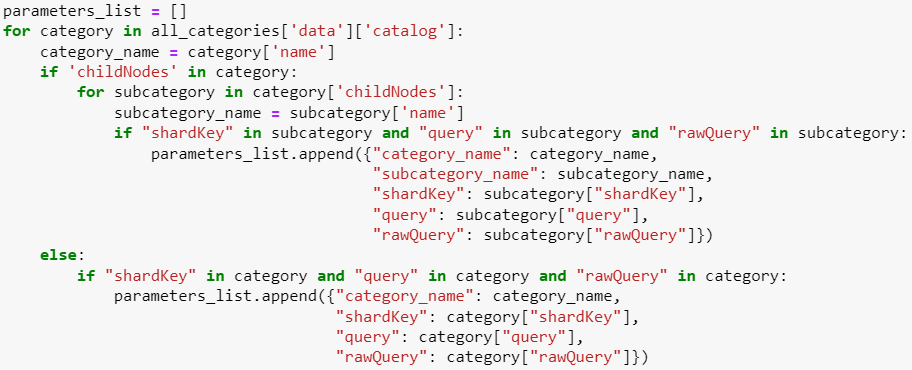 parameters_list = []
for category in all_categories['data']['catalog']:
    category_name = category['name']
    if 'childNodes' in category:
        for subcategory in category['childNodes']:
            subcategory_name = subcategory['name']
            if "shardKey" in subcategory and "query" in subcategory and "rawQuery" in subcategory:
                parameters_list.append({"category_name": category_name,
                                        "subcategory_name": subcategory_name,
                                        "shardKey": subcategory["shardKey"],
                                        "query": subcategory["query"],
                                        "rawQuery": subcategory["rawQuery"]})
    else:
        if "shardKey" in category and "query" in category and "rawQuery" in category:
            parameters_list.append({"category_name": category_name,
                                    "shardKey": category["shardKey"],
                                    "query": category["query"],
                                    "rawQuery": category["rawQuery"]})